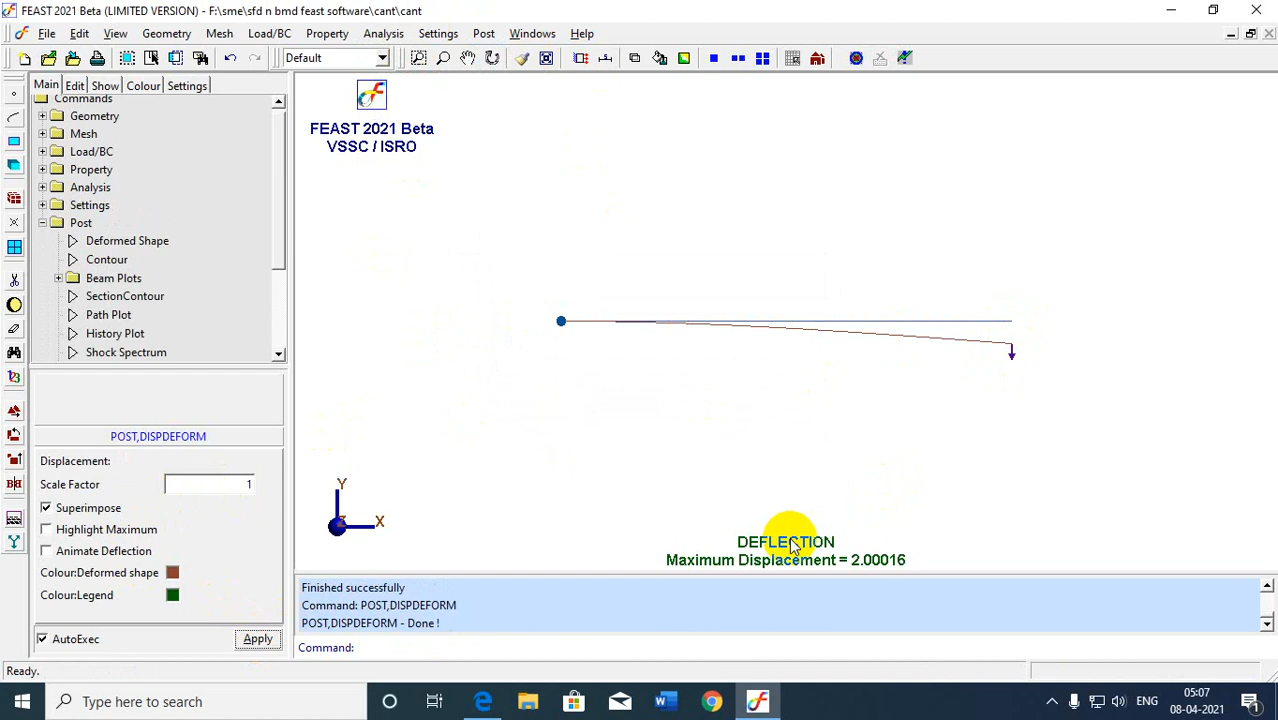 FEAST 2021 Beta (LIMITED VERSION) - F:\sme\sfd n bmd feast software\cant\cant
File Edit View Geometry Mesh Load/BC Property Analysis Settings Post Windows Help
Default
Main Edit Show Colour Settings
Commands
Geometry
Mesh
Load/BC
Property
Analysis
Settings
Post
Deformed Shape
Contour
Beam Plots
SectionContour
Path Plot
History Plot
Shock Spectrum
FEAST 2021 Beta
VSSC / ISRO
POST,DISPDEFORM
Displacement:
Scale Factor 1
Superimpose
Highlight Maximum
Animate Deflection
Colour:Deformed shape
Colour:Legend
AutoExec Apply
Y
Z X
DEFLECTION
Maximum Displacement = 2.00016
Finished successfully
Command: POST,DISPDEFORM
POST,DISPDEFORM - Done !
Command:
Ready.
Type here to search
ENG
05:07
08-04-2021
1